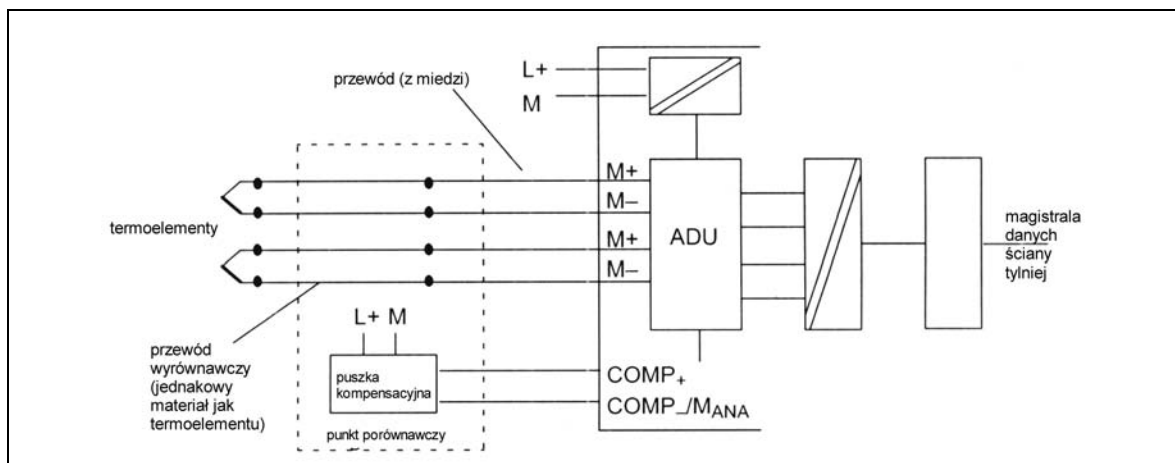 L+
przewód (z miedzi)
M
M+
M–
termoelementy
M+
ADU
magistrala
danych
ściany
tylniej
M–
L+ M
przewód
wyrównawczy
(jednakowy
materiał jak
termoelementu)
puszka
kompensacyjna
COMP+
COMP–/MANA
punkt porównawczy